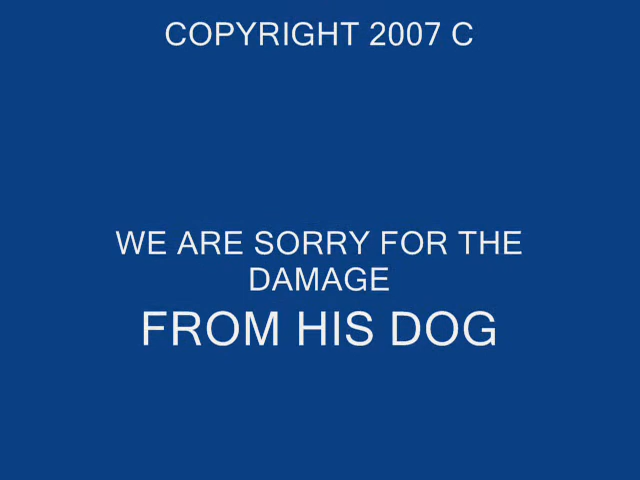 COPYRIGHT 2007 C
WE ARE SORRY FOR THE
DAMAGE
FROM HIS DOG